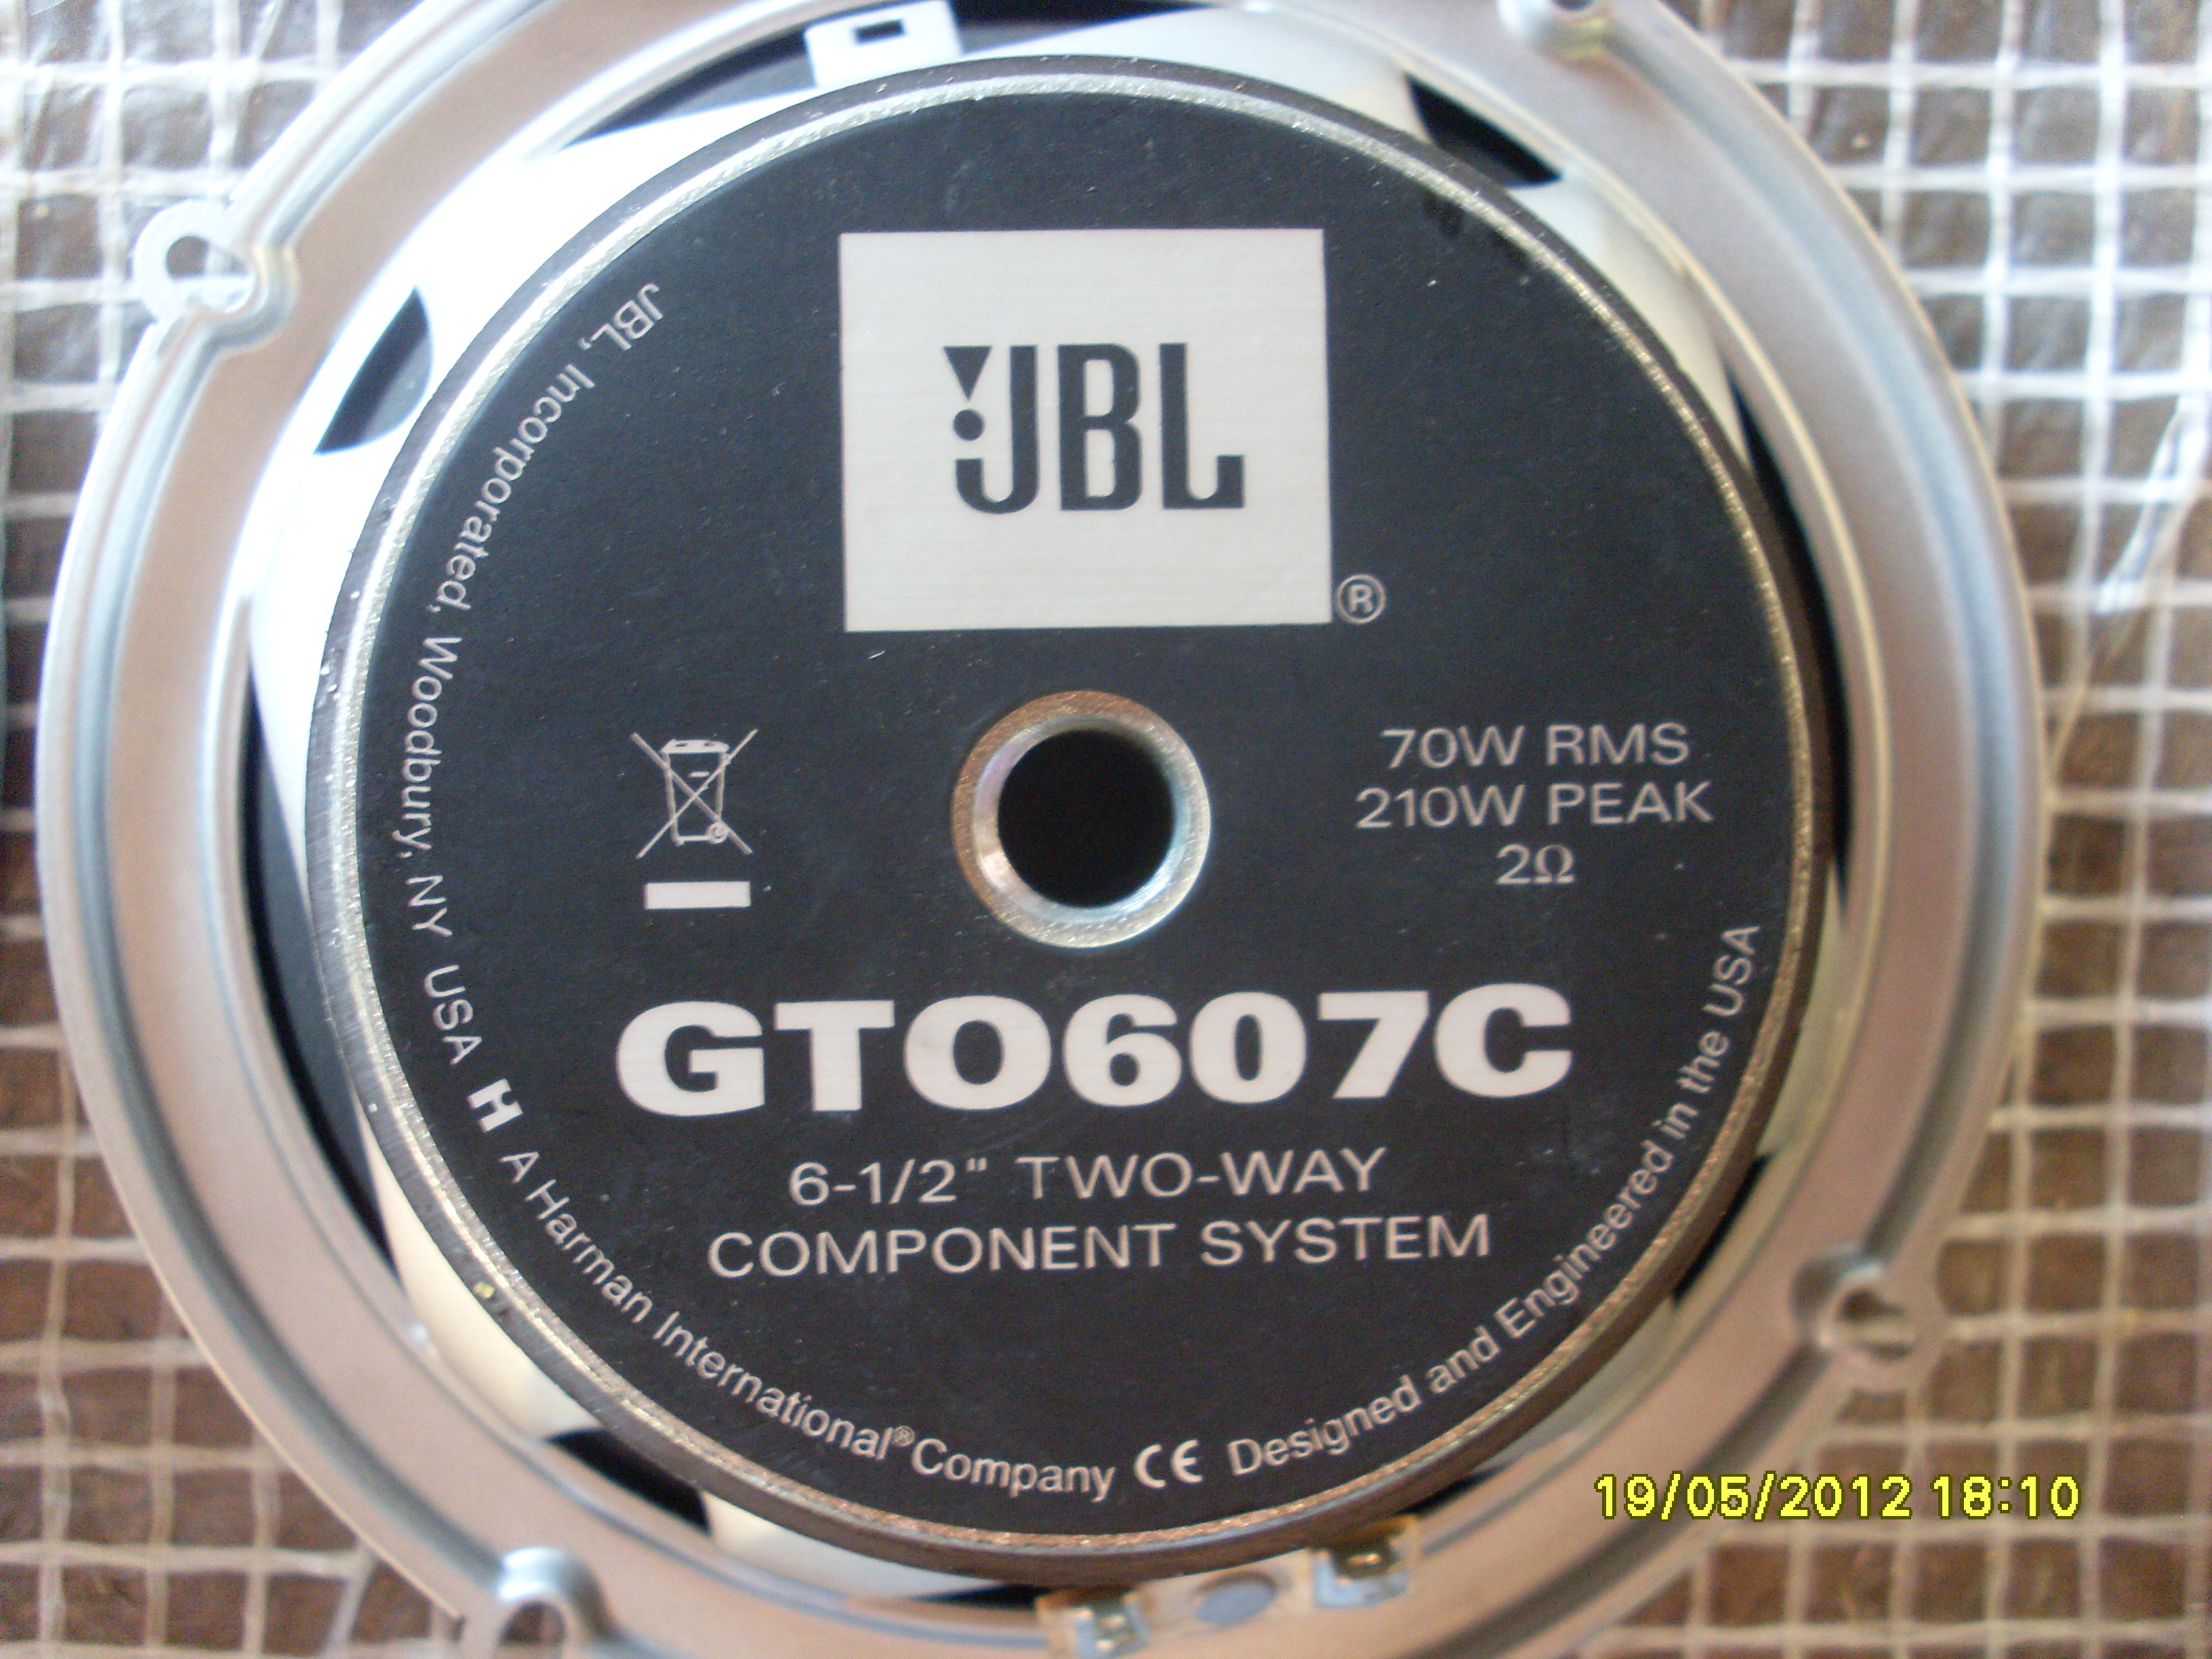 JBL
®
70W RMS
210W PEAK
2Ω
GTO607C
6-1/2" TWO-WAY
COMPONENT SYSTEM
JBL, Incorporated, Woodbury, NY USA H A Harman International® Company CE Designed and Engineered in the USA
19/05/2012 18:10